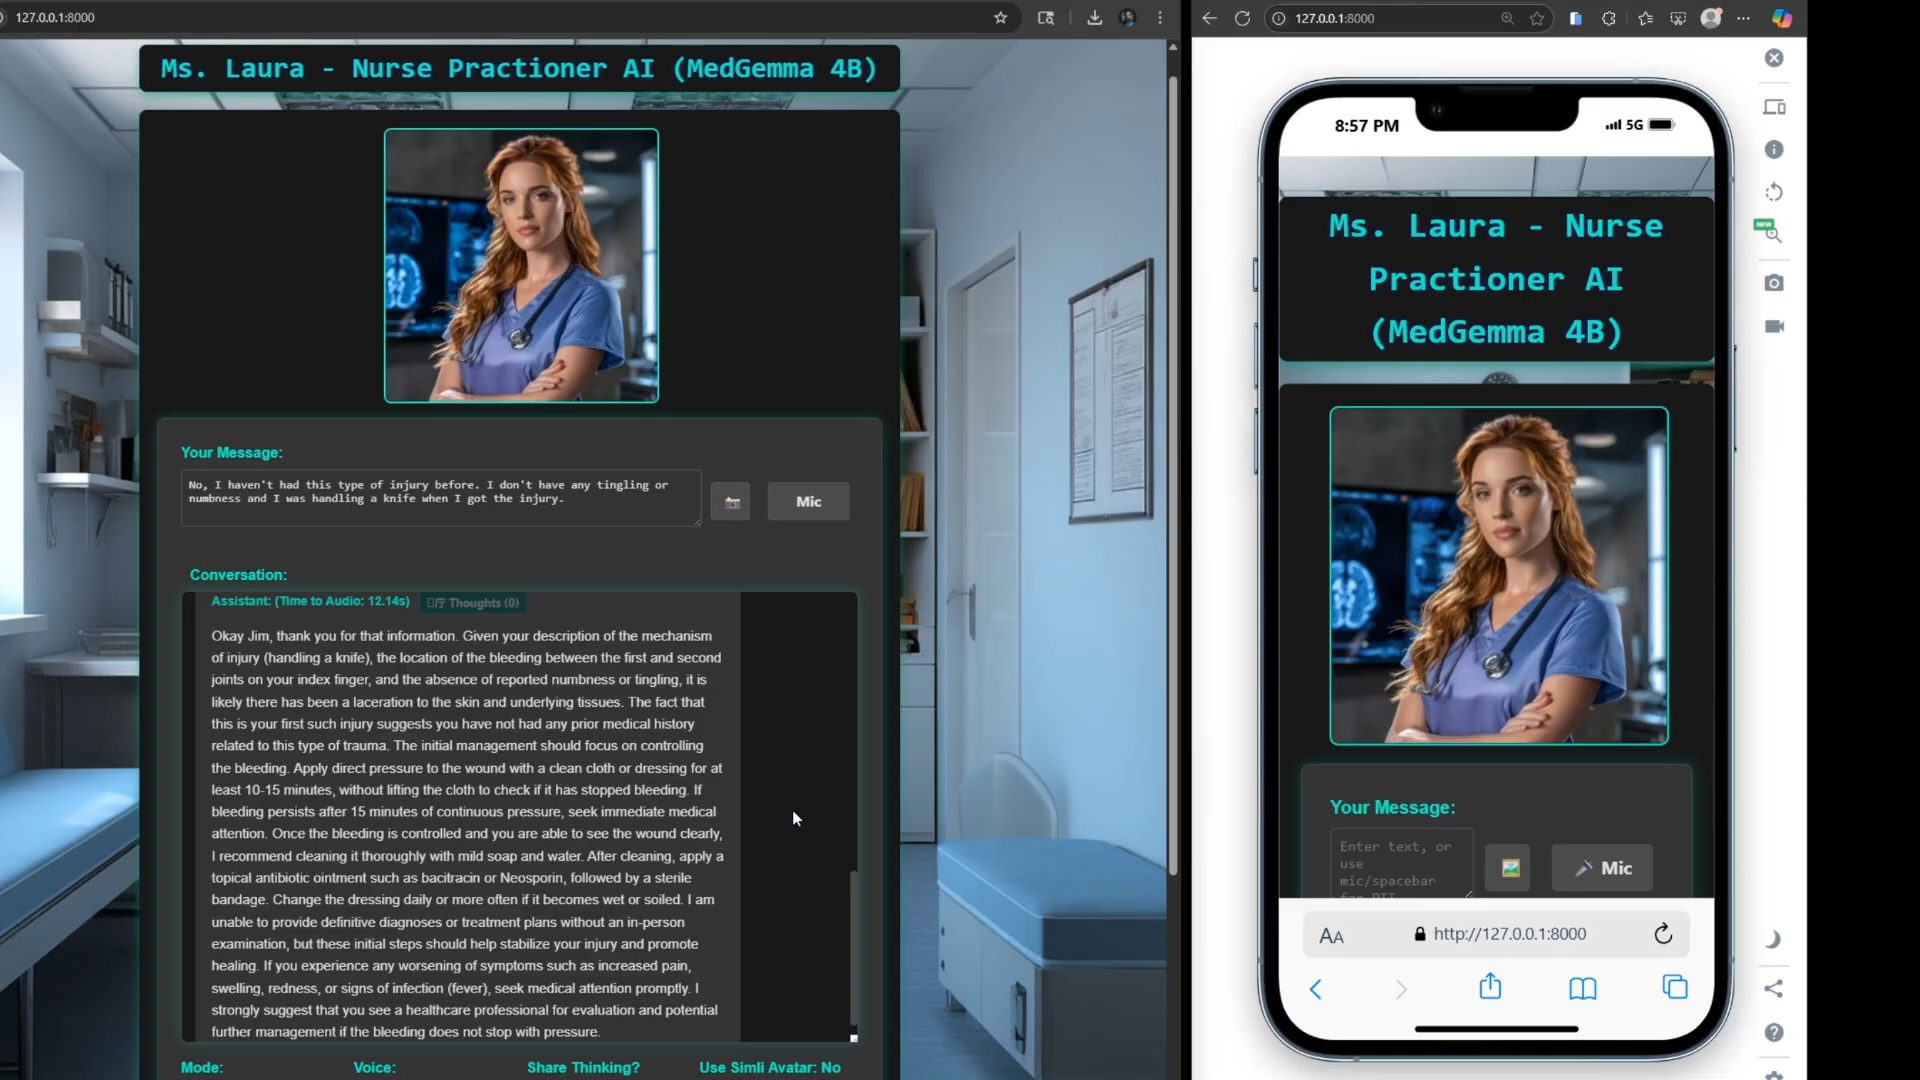 127.0.0.1:8000
Ms. Laura - Nurse Practioner AI (MedGemma 4B)
Your Message:
No, I haven't had this type of injury before. I don't have any tingling or
numbness and I was handling a knife when I got the injury.
Mic
Conversation:
Assistant: (Time to Audio: 12.14s)
Thoughts (0)
Okay Jim, thank you for that information. Given your description of the mechanism
of injury (handling a knife), the location of the bleeding between the first and second
joints on your index finger, and the absence of reported numbness or tingling, it is
likely there has been a laceration to the skin and underlying tissues. The fact that
this is your first such injury suggests you have not had any prior medical history
related to this type of trauma. The initial management should focus on controlling
the bleeding. Apply direct pressure to the wound with a clean cloth or dressing for at
least 10-15 minutes, without lifting the cloth to check if it has stopped bleeding. If
bleeding persists after 15 minutes of continuous pressure, seek immediate medical
attention. Once the bleeding is controlled and you are able to see the wound clearly,
I recommend cleaning it thoroughly with mild soap and water. After cleaning, apply a
topical antibiotic ointment such as bacitracin or Neosporin, followed by a sterile
bandage. Change the dressing daily or more often if it becomes wet or soiled. I am
unable to provide definitive diagnoses or treatment plans without an in-person
examination, but these initial steps should help stabilize your injury and promote
healing. If you experience any worsening of symptoms such as increased pain,
swelling, redness, or signs of infection (fever), seek medical attention promptly. I
strongly suggest that you see a healthcare professional for evaluation and potential
further management if the bleeding does not stop with pressure.
Mode:
Voice:
Share Thinking?
Use Simli Avatar: No
127.0.0.1:8000
8:57 PM
5G
Ms. Laura - Nurse
Practioner AI
(MedGemma 4B)
Your Message:
Enter text, or
use
mic/spacebar
for PTT
Mic
AA
http://127.0.0.1:8000
NEW